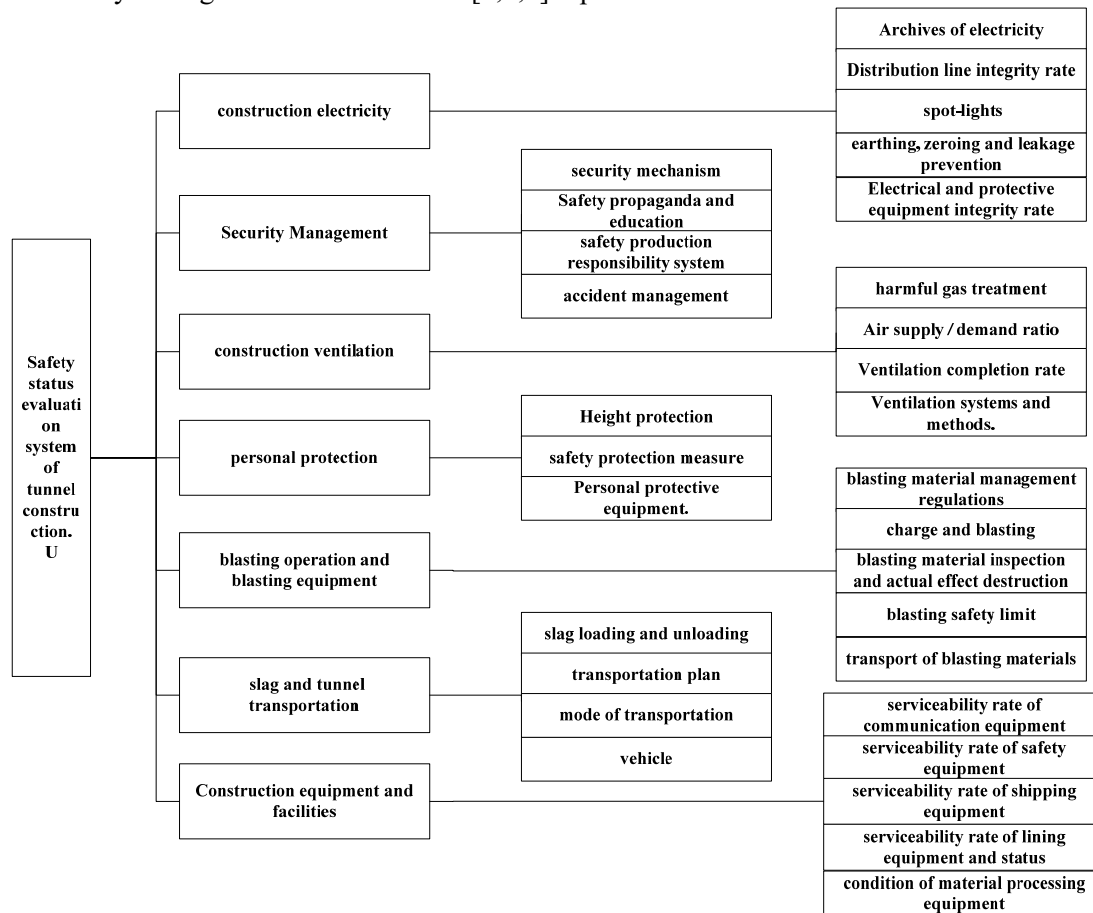 Archives of electricity
Distribution line integrity rate
spot-lights
earthing, zeroing and leakage
prevention
Electrical and protective
equipment integrity rate
construction electricity
security mechanism
Safety propaganda and
education
safety production
responsibility system
accident management
Security Management
harmful gas treatment
Air supply / demand ratio
Ventilation completion rate
Ventilation systems and
methods.
construction ventilation
Safety
status
evaluati
on
system
of
tunnel
constru
ction.
U
Height protection
safety protection measure
Personal protective
equipment.
personal protection
blasting material management
regulations
charge and blasting
blasting material inspection
and actual effect destruction
blasting safety limit
transport of blasting materials
blasting operation and
blasting equipment
slag loading and unloading
transportation plan
mode of transportation
vehicle
slag and tunnel
transportation
serviceability rate of
communication equipment
serviceability rate of safety
equipment
serviceability rate of shipping
equipment
serviceability rate of lining
equipment and status
condition of material processing
equipment
Construction equipment and
facilities